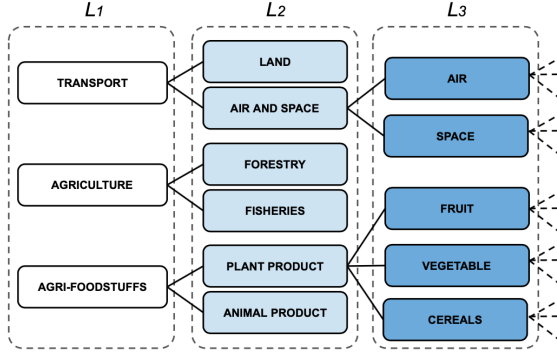 L1
L2
L3
TRANSPORT
LAND
AIR AND SPACE
AIR
SPACE
AGRICULTURE
FORESTRY
FISHERIES
AGRI-FOODSTUFFS
PLANT PRODUCT
ANIMAL PRODUCT
FRUIT
VEGETABLE
CEREALS